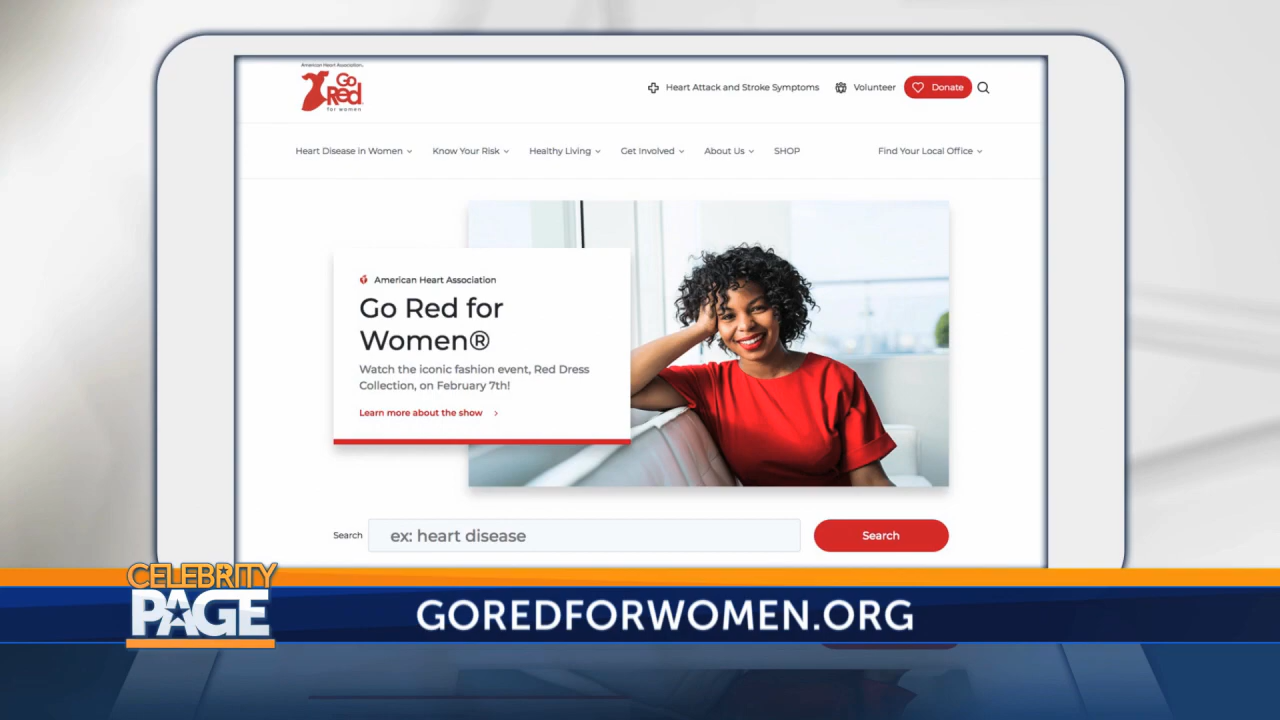 American Heart Association.
Go
Red
for women
Heart Attack and Stroke Symptoms
Volunteer
Donate
Heart Disease in Women
Know Your Risk
Healthy Living
Get Involved
About Us
SHOP
Find Your Local Office
American Heart Association
Go Red for
Women®
Watch the iconic fashion event, Red Dress
Collection, on February 7th!
Learn more about the show
Search
ex: heart disease
Search
CELEBRITY
PAGE
GOREDFORWOMEN.ORG